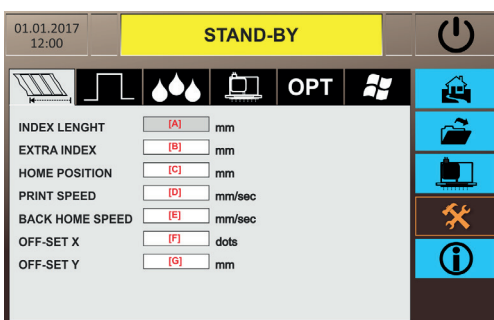 01.01.2017
12:00
STAND-BY
OPT
INDEX LENGHT [A] mm
EXTRA INDEX [B] mm
HOME POSITION [C] mm
PRINT SPEED [D] mm/sec
BACK HOME SPEED [E] mm/sec
OFF-SET X [F] dots
OFF-SET Y [G] mm